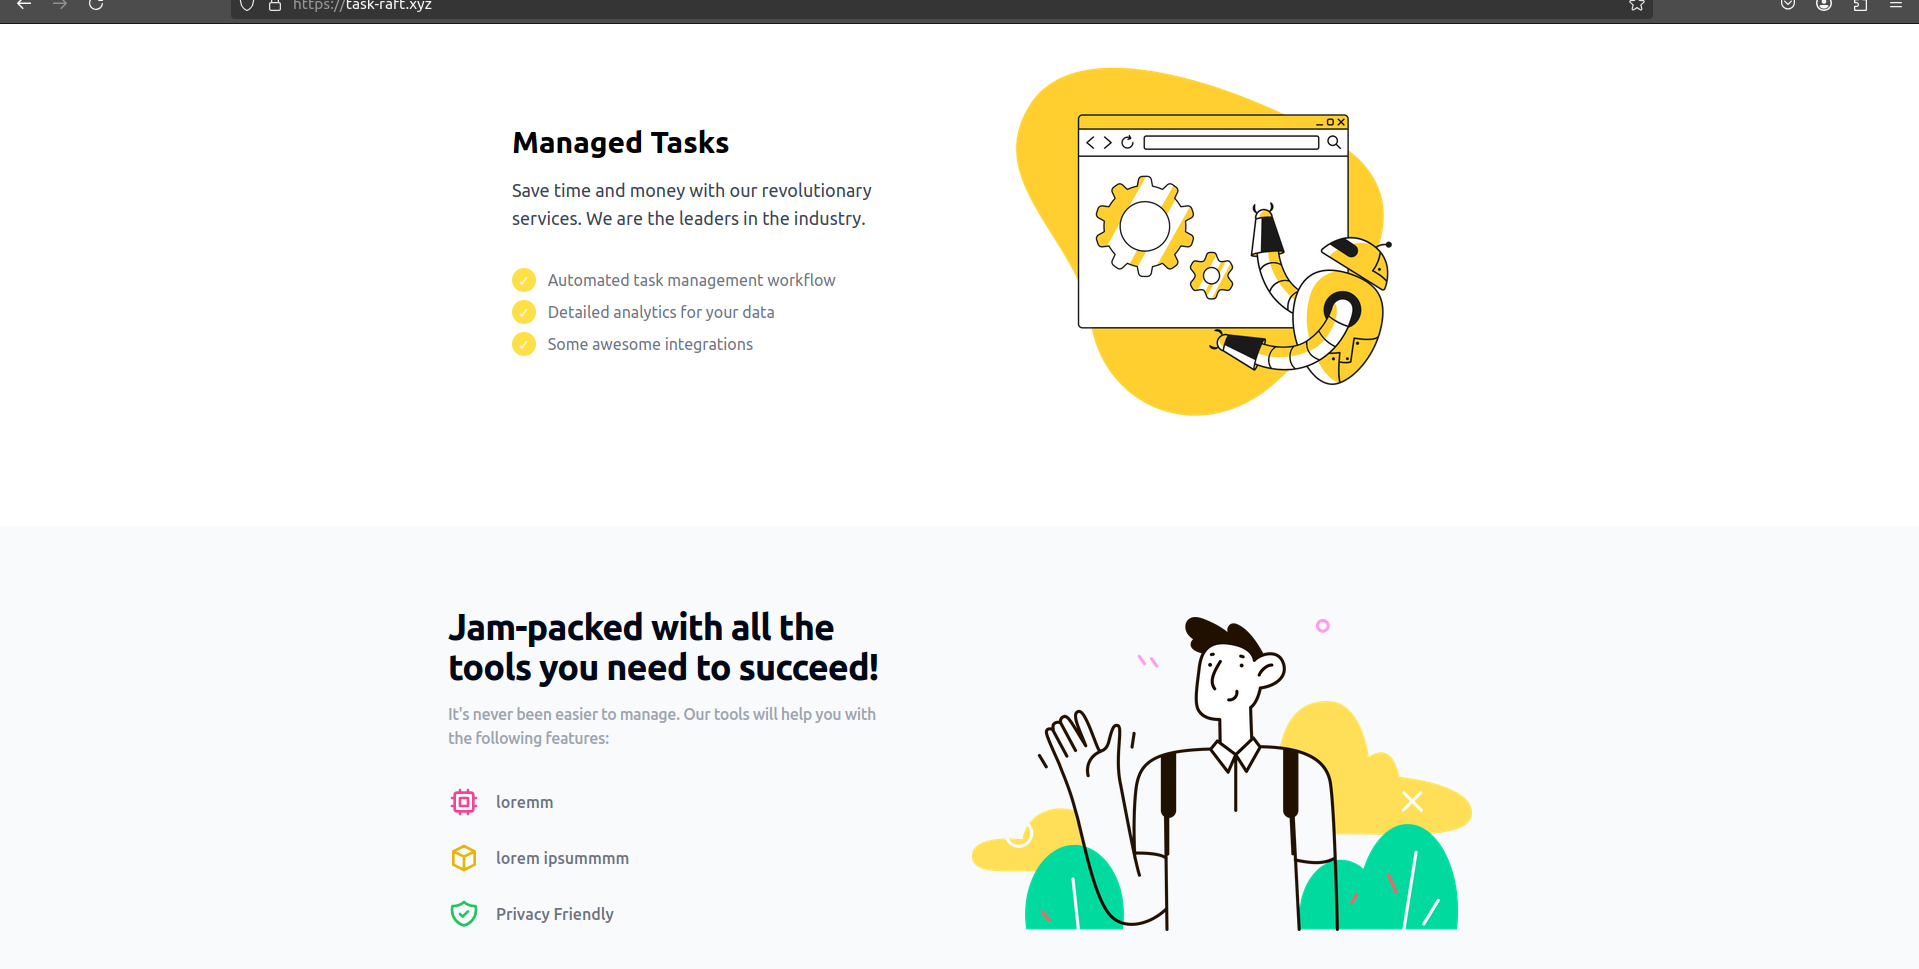 https://task-raft.xyz
Managed Tasks
Save time and money with our revolutionary
services. We are the leaders in the industry.
Automated task management workflow
Detailed analytics for your data
Some awesome integrations
Jam-packed with all the
tools you need to succeed!
It's never been easier to manage. Our tools will help you with
the following features:
loremm
lorem ipsummmm
Privacy Friendly